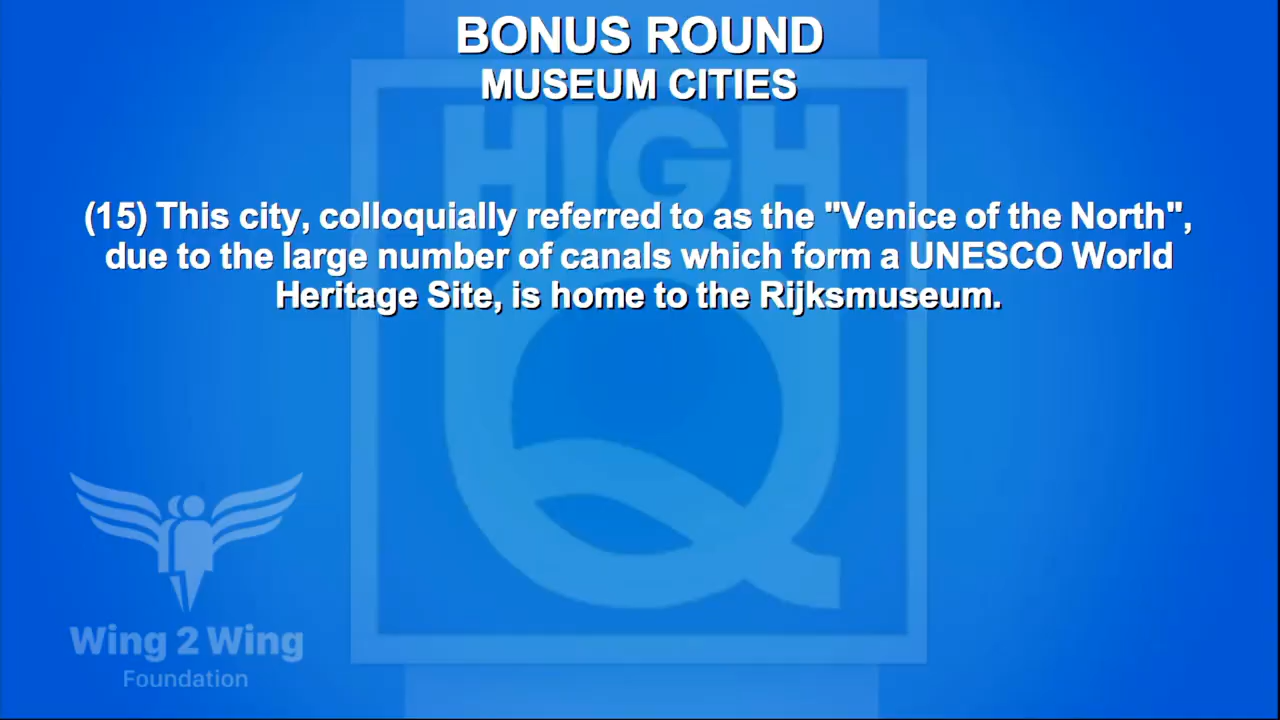 BONUS ROUND
MUSEUM CITIES
HIGH
Q
(15) This city, colloquially referred to as the "Venice of the North",
due to the large number of canals which form a UNESCO World
Heritage Site, is home to the Rijksmuseum.
Wing 2 Wing
Foundation